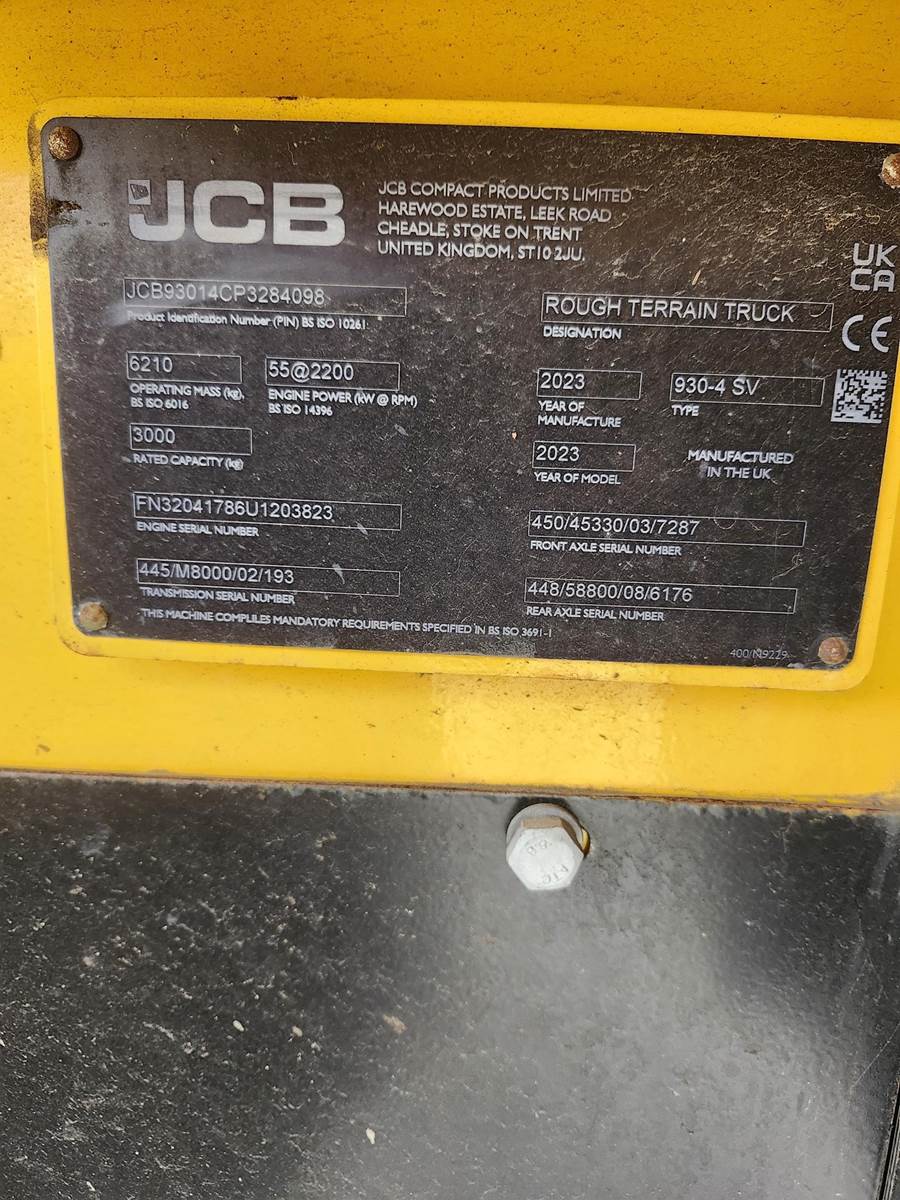 JCB
JCB COMPACT PRODUCTS LIMITED
HAREWOOD ESTATE, LEEK ROAD
CHEADLE, STOKE ON TRENT
UNITED KINGDOM, ST10 2JU.
UK
CA
CE
JCB93014CP3284098
Product Identification Number (PIN) BS ISO 10261
ROUGH TERRAIN TRUCK
DESIGNATION
6210
OPERATING MASS (kg)
BS ISO 6016
55@2200
ENGINE POWER (kW @ RPM)
BS ISO 14396
2023
YEAR OF
MANUFACTURE
930-4 SV
TYPE
3000
RATED CAPACITY (kg)
2023
YEAR OF MODEL
MANUFACTURED
IN THE UK
FN32041786U1203823
ENGINE SERIAL NUMBER
450/45330/03/7287
FRONT AXLE SERIAL NUMBER
445/M8000/02/193
TRANSMISSION SERIAL NUMBER
448/58800/08/6176
REAR AXLE SERIAL NUMBER
THIS MACHINE COMPLILES MANDATORY REQUIREMENTS SPECIFIED IN BS ISO 3691-1
400/M9229
8.8